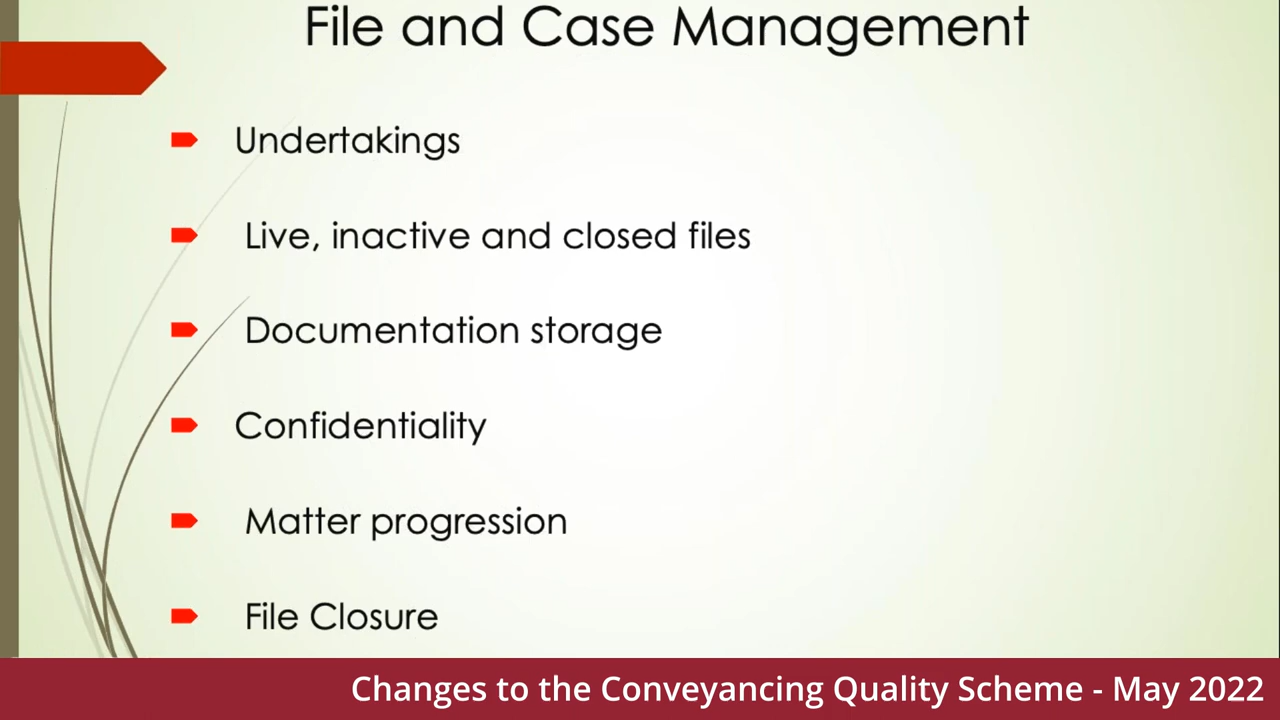 File and Case Management
Undertakings
Live, inactive and closed files
Documentation storage
Confidentiality
Matter progression
File Closure
Changes to the Conveyancing Quality Scheme - May 2022